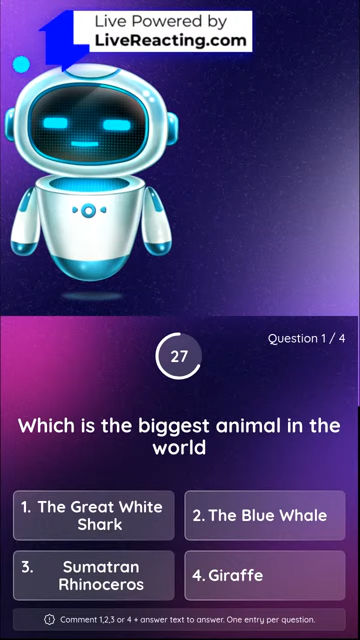 Live Powered by
LiveReacting.com
Question 1 / 4
27
Which is the biggest animal in the
world
1. The Great White
Shark
2. The Blue Whale
3. Sumatran
Rhinoceros
4. Giraffe
Comment 1,2,3 or 4 + answer text to answer. One entry per question.